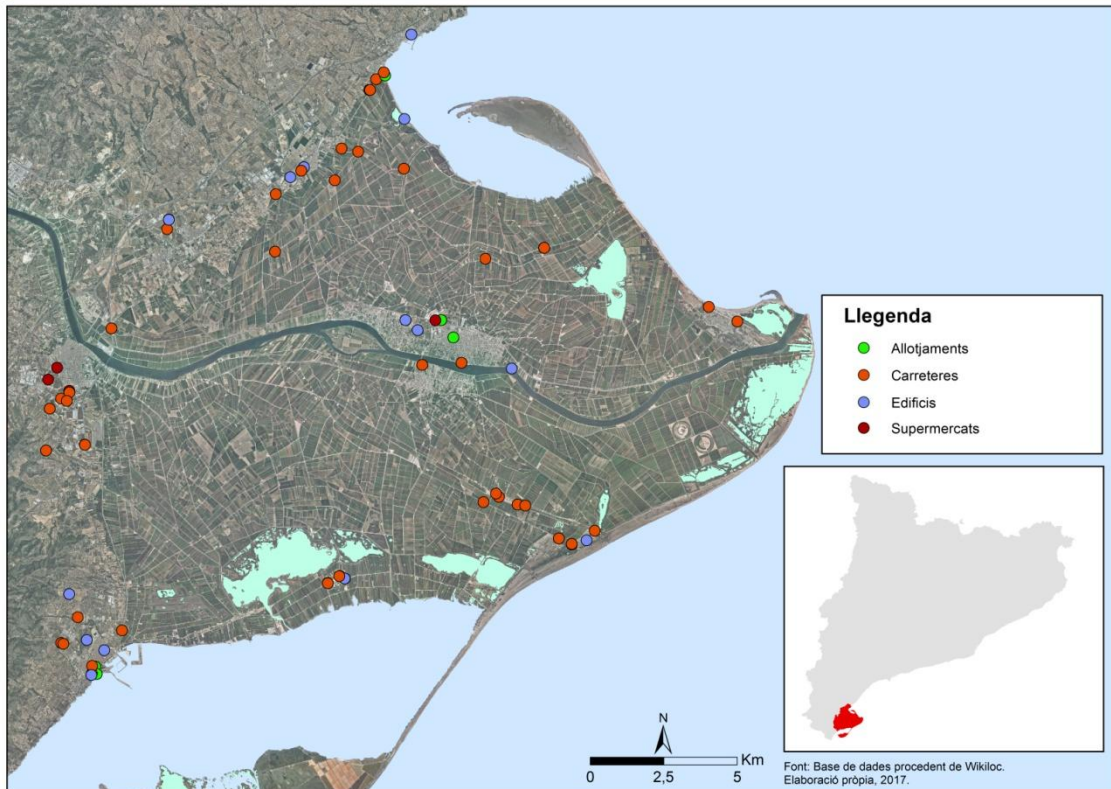 Llegenda
Allotjaments
Carreteres
Edificis
Supermercats
N
Km
0 2,5 5
Font: Base de dades procedent de Wikiloc.
Elaboració pròpia, 2017.